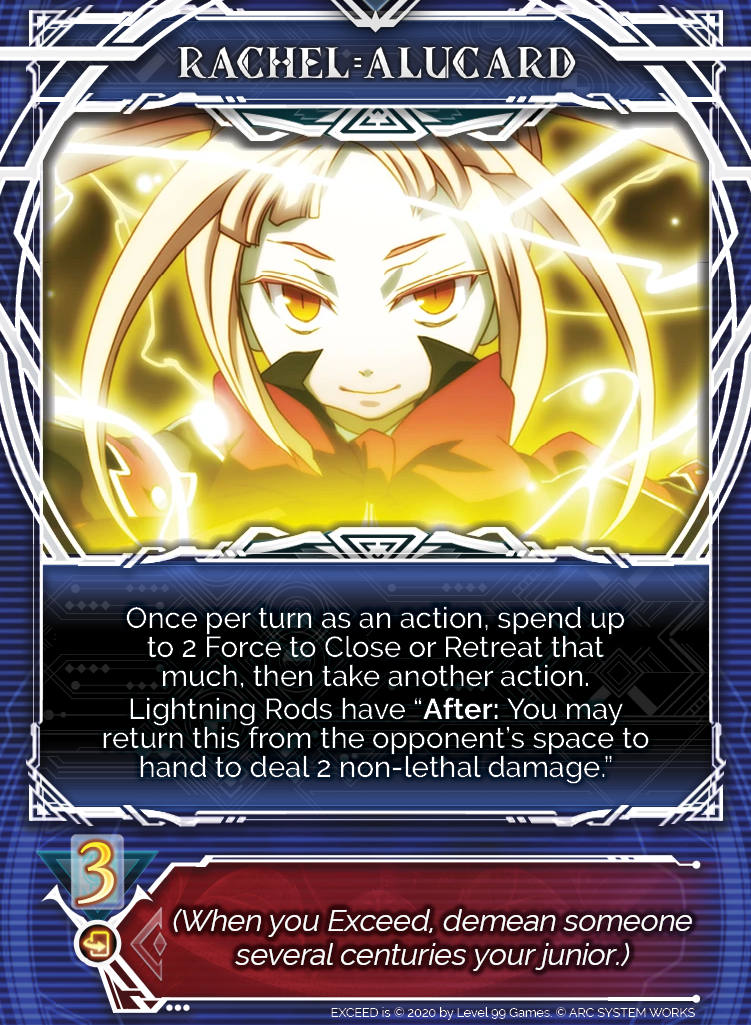 RACHEL=ALUCARD
Once per turn as an action, spend up
to 2 Force to Close or Retreat that
much, then take another action.
Lightning Rods have “After: You may
return this from the opponent’s space to
hand to deal 2 non-lethal damage.”
3
(When you Exceed, demean someone
several centuries your junior.)
EXCEED is © 2020 by Level 99 Games. © ARC SYSTEM WORKS